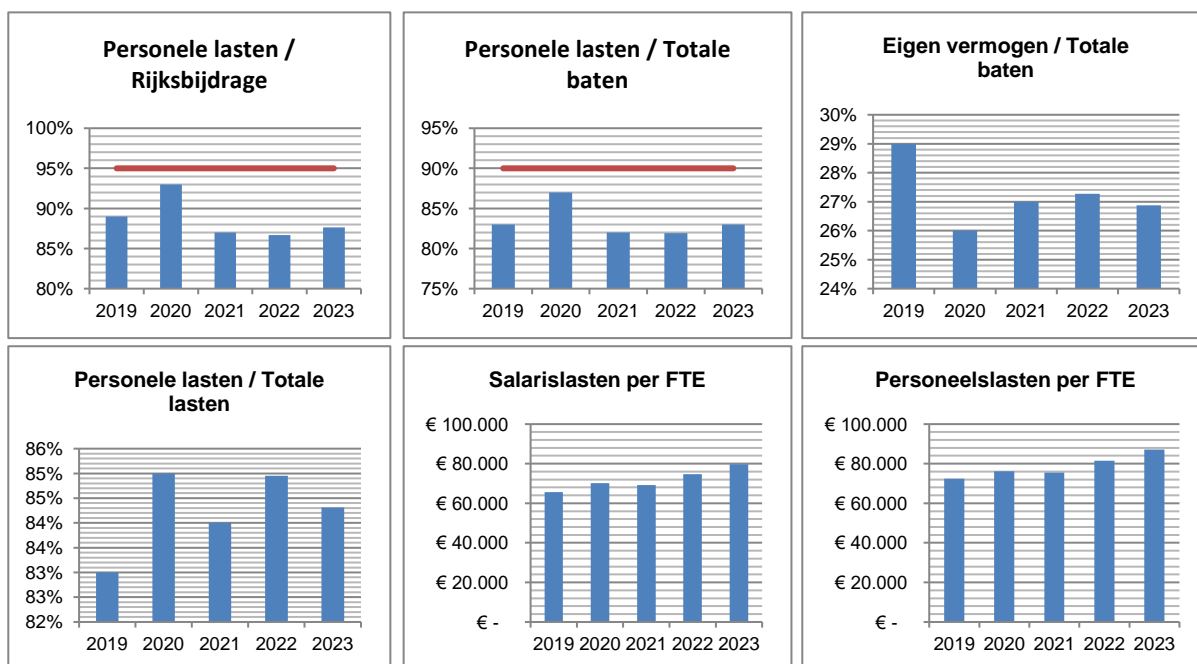 Personele lasten /
Rijksbijdrage
100%
95%
90%
85%
80%
2019 2020 2021 2022 2023
Personele lasten / Totale
baten
95%
90%
85%
80%
75%
2019 2020 2021 2022 2023
Eigen vermogen / Totale
baten
30%
29%
28%
27%
26%
25%
24%
2019 2020 2021 2022 2023
Personele lasten / Totale
lasten
86%
85%
85%
84%
84%
83%
83%
82%
2019 2020 2021 2022 2023
Salarislasten per FTE
€ 100.000
€ 80.000
€ 60.000
€ 40.000
€ 20.000
€ -
2019 2020 2021 2022 2023
Personeelslasten per FTE
€ 100.000
€ 80.000
€ 60.000
€ 40.000
€ 20.000
€ -
2019 2020 2021 2022 2023